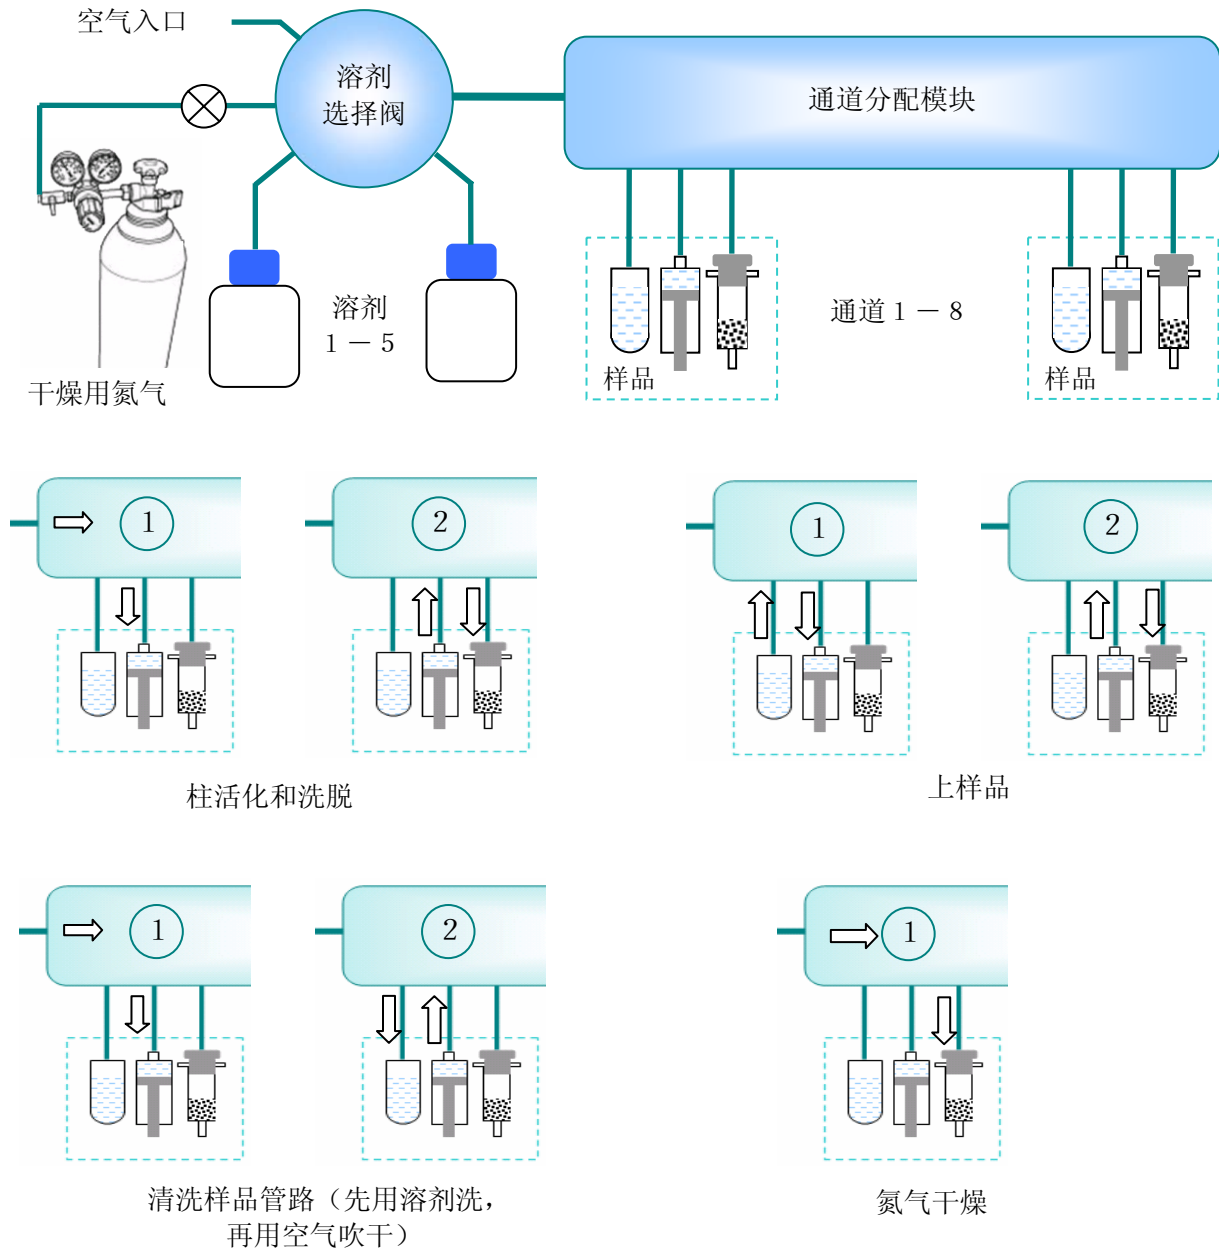 空气入口
溶剂
选择阀
通道分配模块
溶剂
1-5
通道1-8
干燥用氮气
样品
样品
1
2
1
2
柱活化和洗脱
上样品
1
2
1
清洗样品管路（先用溶剂洗，
再用空气吹干）
氮气干燥